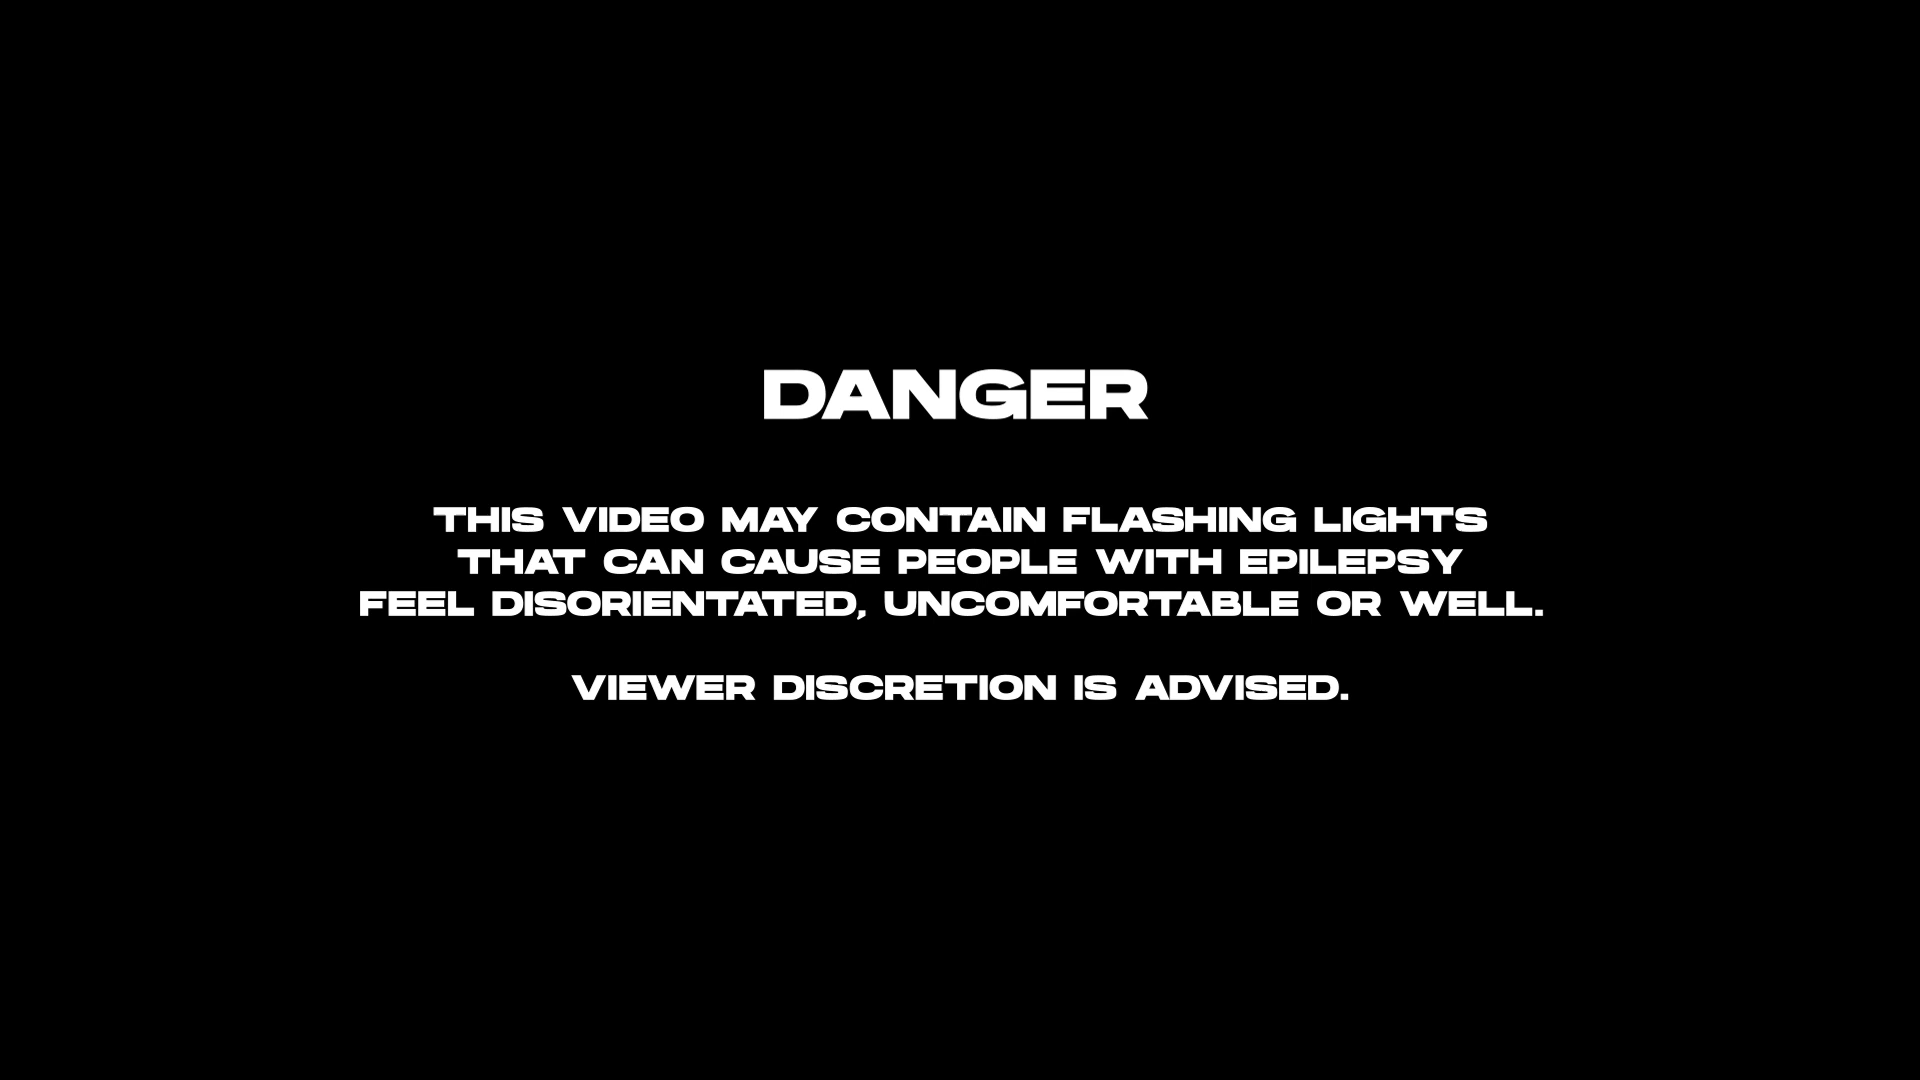 DANGER
THIS VIDEO MAY CONTAIN FLASHING LIGHTS
THAT CAN CAUSE PEOPLE WITH EPILEPSY
FEEL DISORIENTATED, UNCOMFORTABLE OR WELL.
VIEWER DISCRETION IS ADVISED.